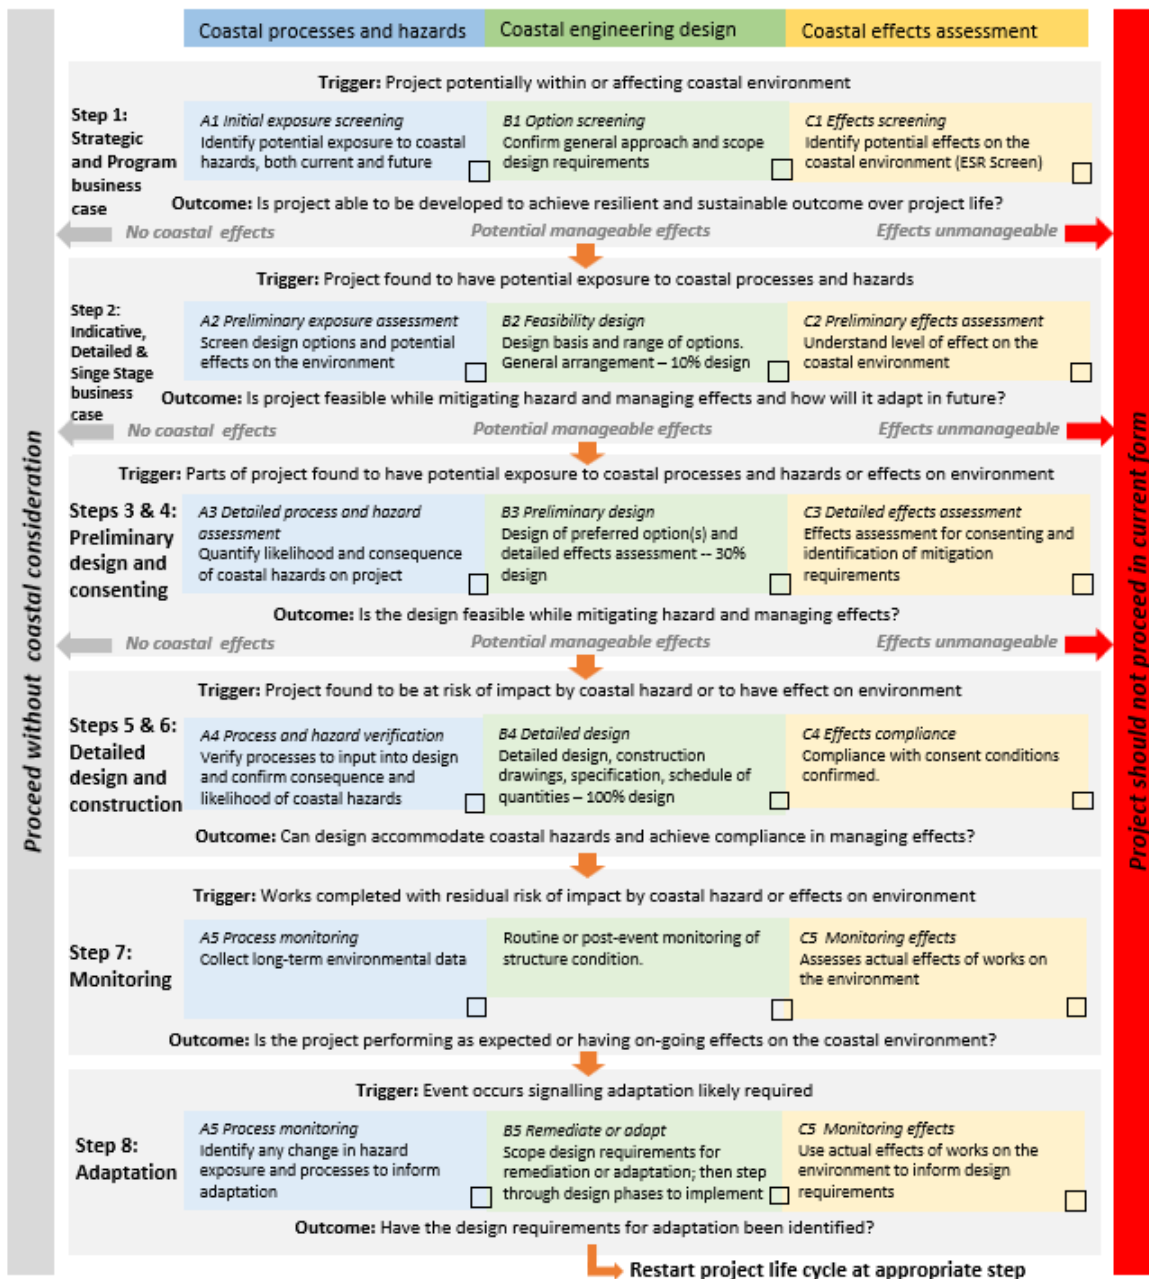 Coastal processes and hazards
Coastal engineering design
Coastal effects assessment
Proceed without coastal consideration
Project should not proceed in current form
Trigger: Project potentially within or affecting coastal environment
Step 1:
Strategic
and Program
business
case
A1 Initial exposure screening
Identify potential exposure to coastal
hazards, both current and future
B1 Option screening
Confirm general approach and scope
design requirements
C1 Effects screening
Identify potential effects on the
coastal environment (ESR Screen)
Outcome: Is project able to be developed to achieve resilient and sustainable outcome over project life?
No coastal effects
Potential manageable effects
Effects unmanageable
Trigger: Project found to have potential exposure to coastal processes and hazards
Step 2:
Indicative,
Detailed &
Singe Stage
business
case
A2 Preliminary exposure assessment
Screen design options and potential
effects on the environment
B2 Feasibility design
Design basis and range of options.
General arrangement – 10% design
C2 Preliminary effects assessment
Understand level of effect on the
coastal environment
Outcome: Is project feasible while mitigating hazard and managing effects and how will it adapt in future?
No coastal effects
Potential manageable effects
Effects unmanageable
Trigger: Parts of project found to have potential exposure to coastal processes and hazards or effects on environment
Steps 3 & 4:
Preliminary
design and
consenting
A3 Detailed process and hazard
assessment
Quantify likelihood and consequence
of coastal hazards on project
B3 Preliminary design
Design of preferred option(s) and
detailed effects assessment -- 30%
design
C3 Detailed effects assessment
Effects assessment for consenting and
identification of mitigation
requirements
Outcome: Is the design feasible while mitigating hazard and managing effects?
No coastal effects
Potential manageable effects
Effects unmanageable
Trigger: Project found to be at risk of impact by coastal hazard or to have effect on environment
Steps 5 & 6:
Detailed
design and
construction
A4 Process and hazard verification
Verify processes to input into design
and confirm consequence and
likelihood of coastal hazards
B4 Detailed design
Detailed design, construction
drawings, specification, schedule of
quantities – 100% design
C4 Effects compliance
Compliance with consent conditions
confirmed.
Outcome: Can design accommodate coastal hazards and achieve compliance in managing effects?
Trigger: Works completed with residual risk of impact by coastal hazard or effects on environment
Step 7:
Monitoring
A5 Process monitoring
Collect long-term environmental data
Routine or post-event monitoring of
structure condition.
C5 Monitoring effects
Assesses actual effects of works on
the environment
Outcome: Is the project performing as expected or having on-going effects on the coastal environment?
Trigger: Event occurs signalling adaptation likely required
Step 8:
Adaptation
A5 Process monitoring
Identify any change in hazard
exposure and processes to inform
adaptation
B5 Remediate or adapt
Scope design requirements for
remediation or adaptation; then step
through design phases to implement
C5 Monitoring effects
Use actual effects of works on the
environment to inform design
requirements
Outcome: Have the design requirements for adaptation been identified?
Restart project life cycle at appropriate step